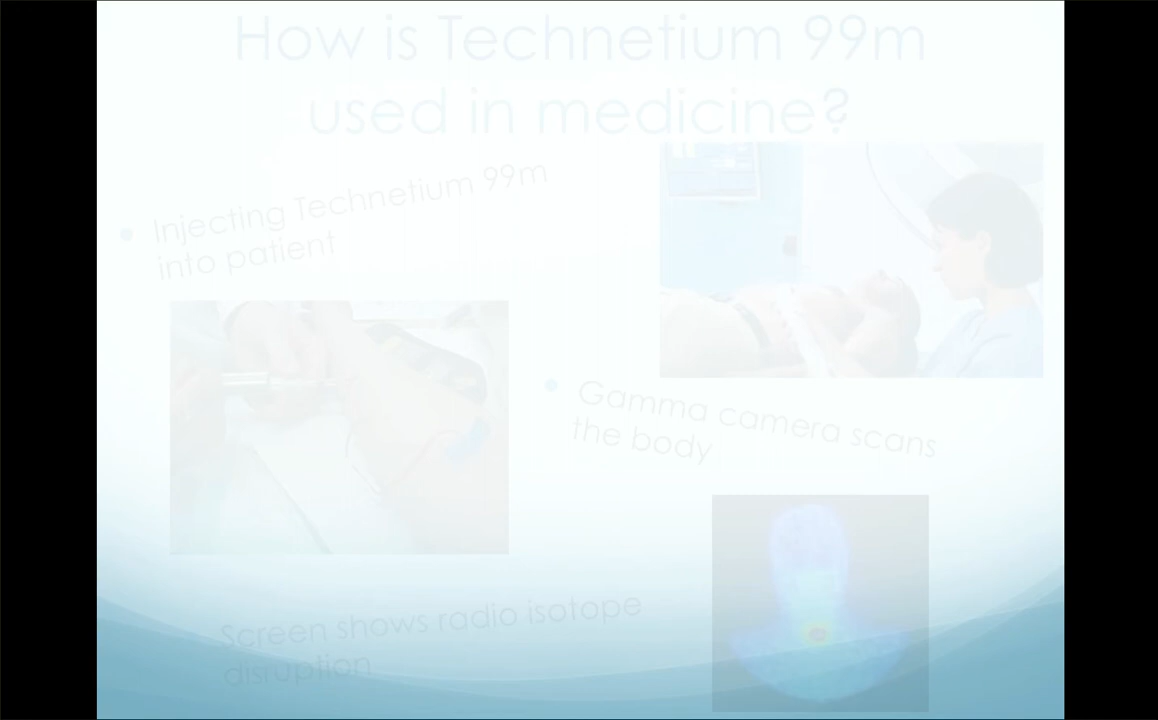 How is Technetium 99m
used in medicine?
Injecting Technetium 99m
into patient
Gamma camera scans
the body
Screen shows radio isotope
disruption